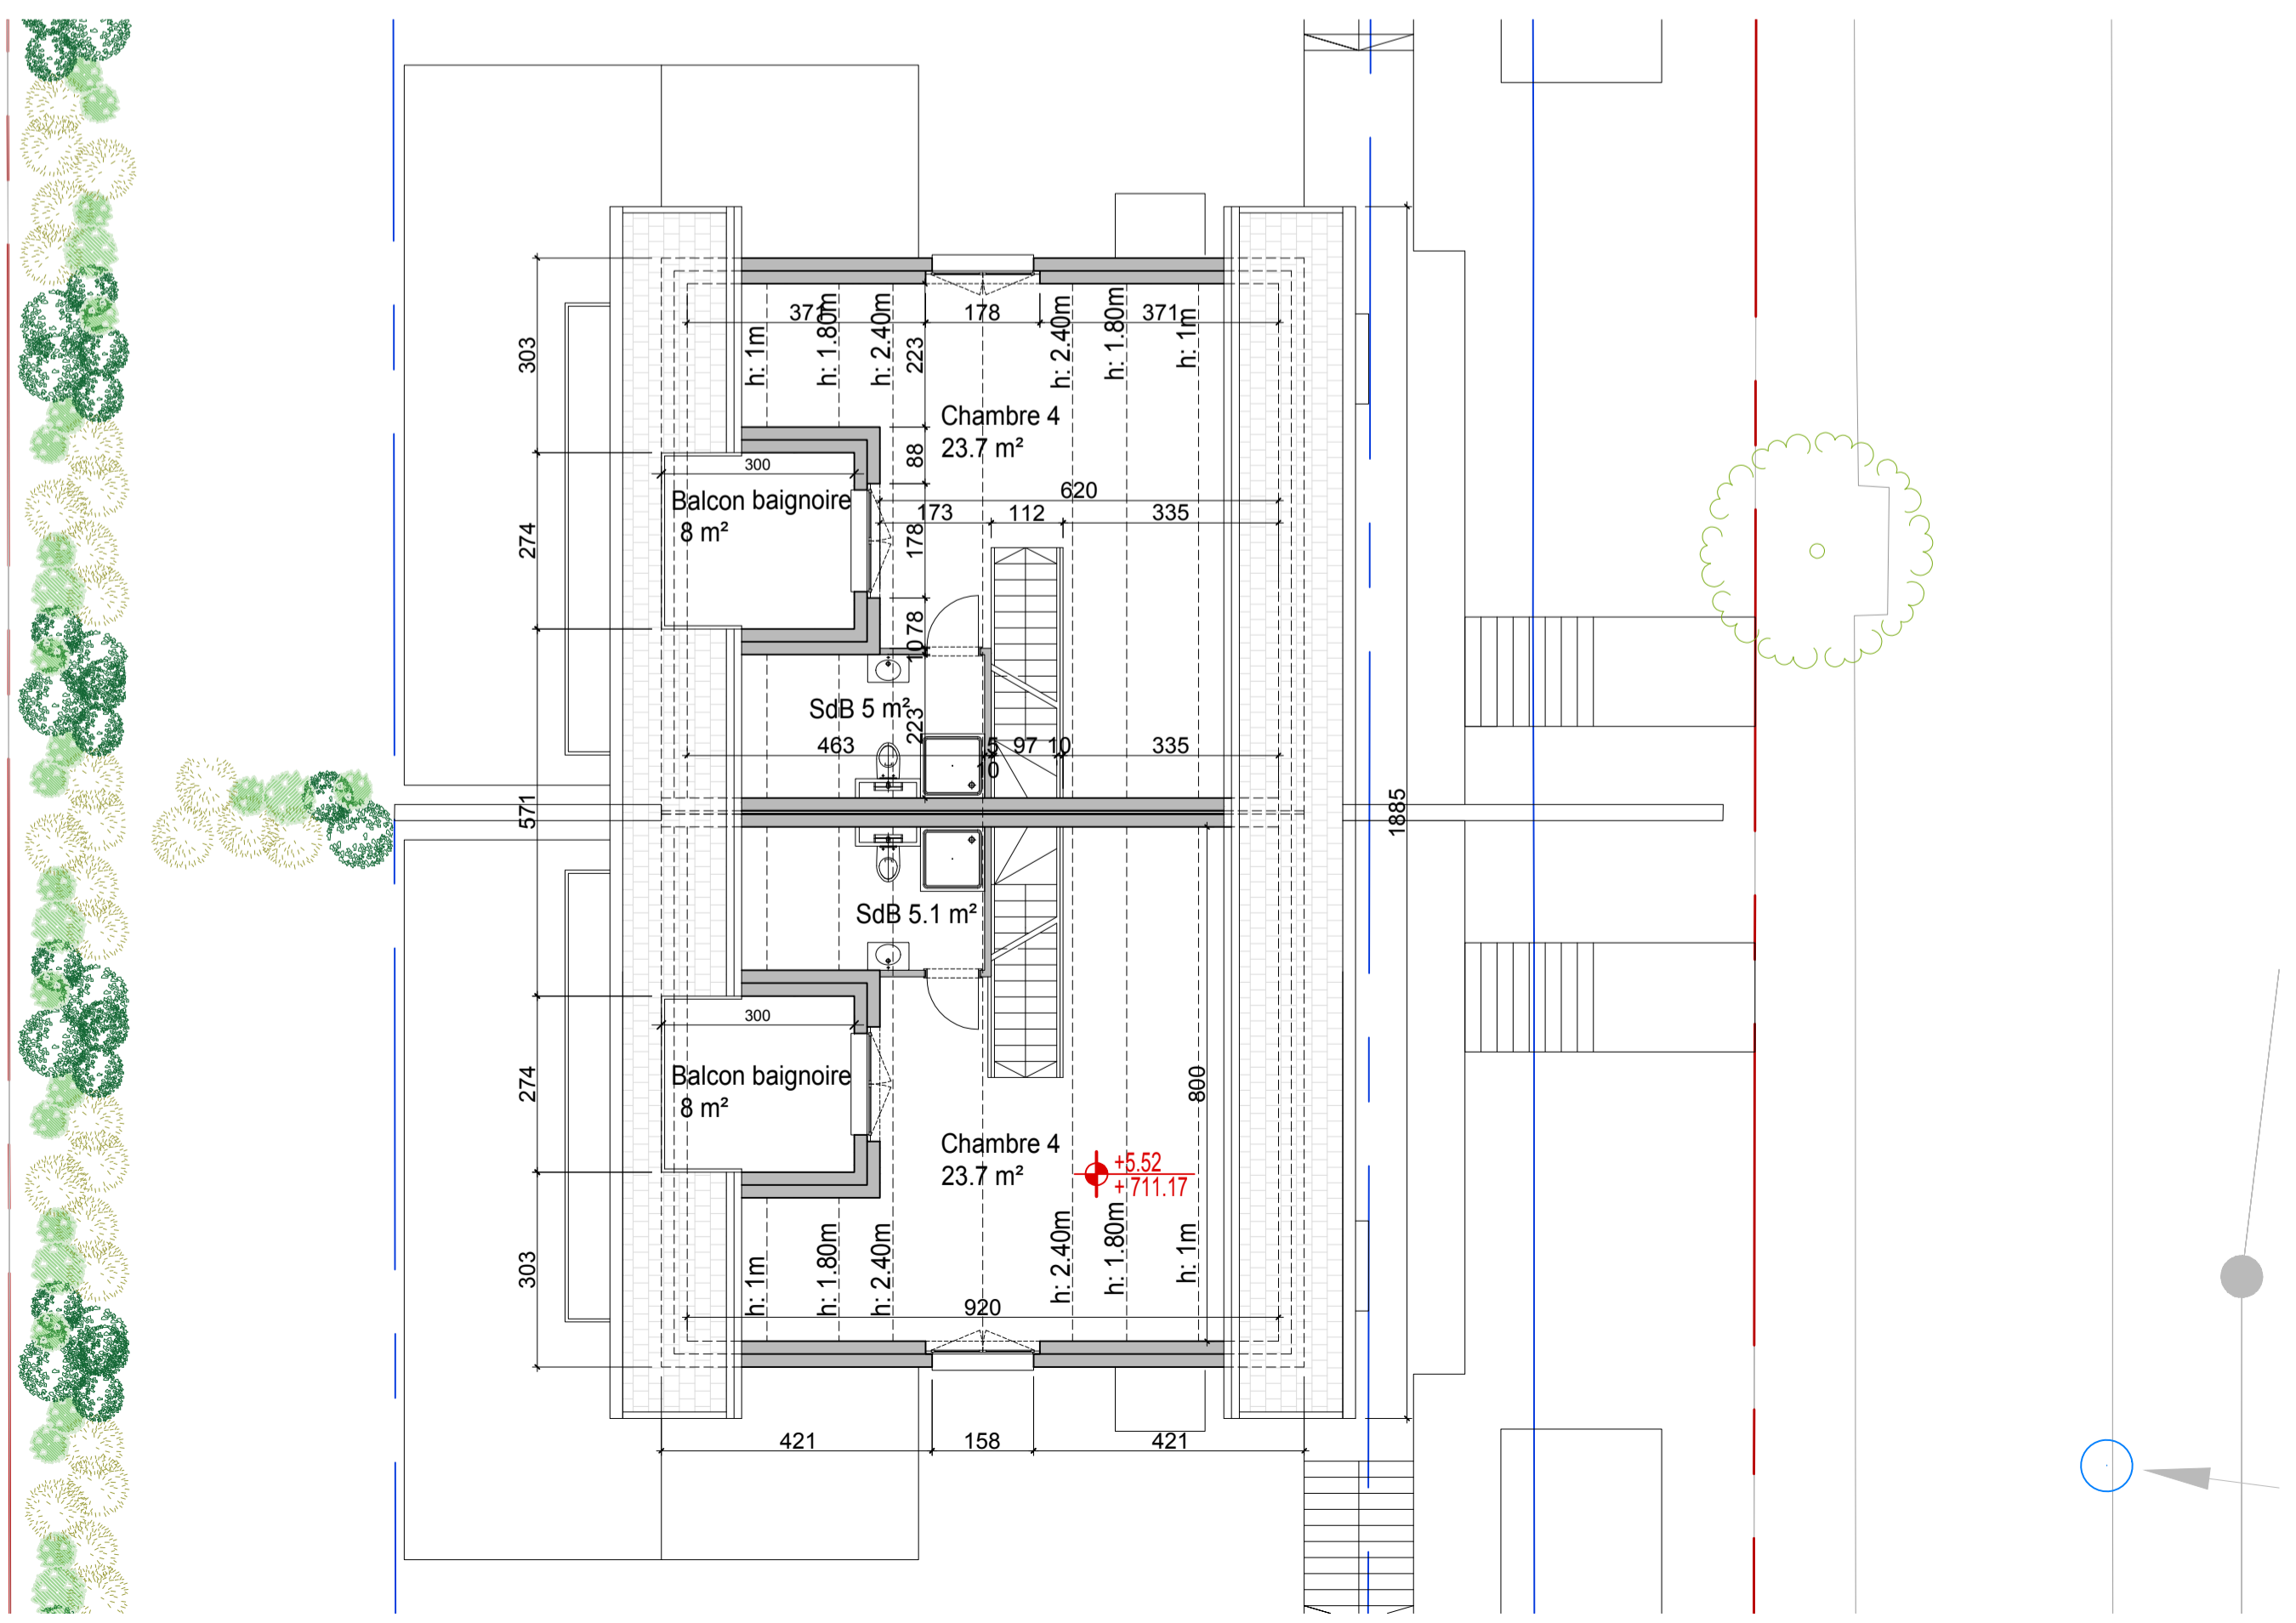 371
178
371
h: 1m
h: 1.80m
h: 2.40m
223
h: 2.40m
h: 1.80m
h: 1m
303
Chambre 4
23.7 m²
88
300
620
Balcon baignoire
8 m²
173
112
335
274
178
78
10
SdB 5 m²
223
463
5
97
10
335
10
571
1885
SdB 5.1 m²
300
Balcon baignoire
8 m²
274
800
Chambre 4
23.7 m²
+5.52
+ 711.17
303
h: 1m
h: 1.80m
h: 2.40m
h: 2.40m
h: 1.80m
h: 1m
920
421
158
421